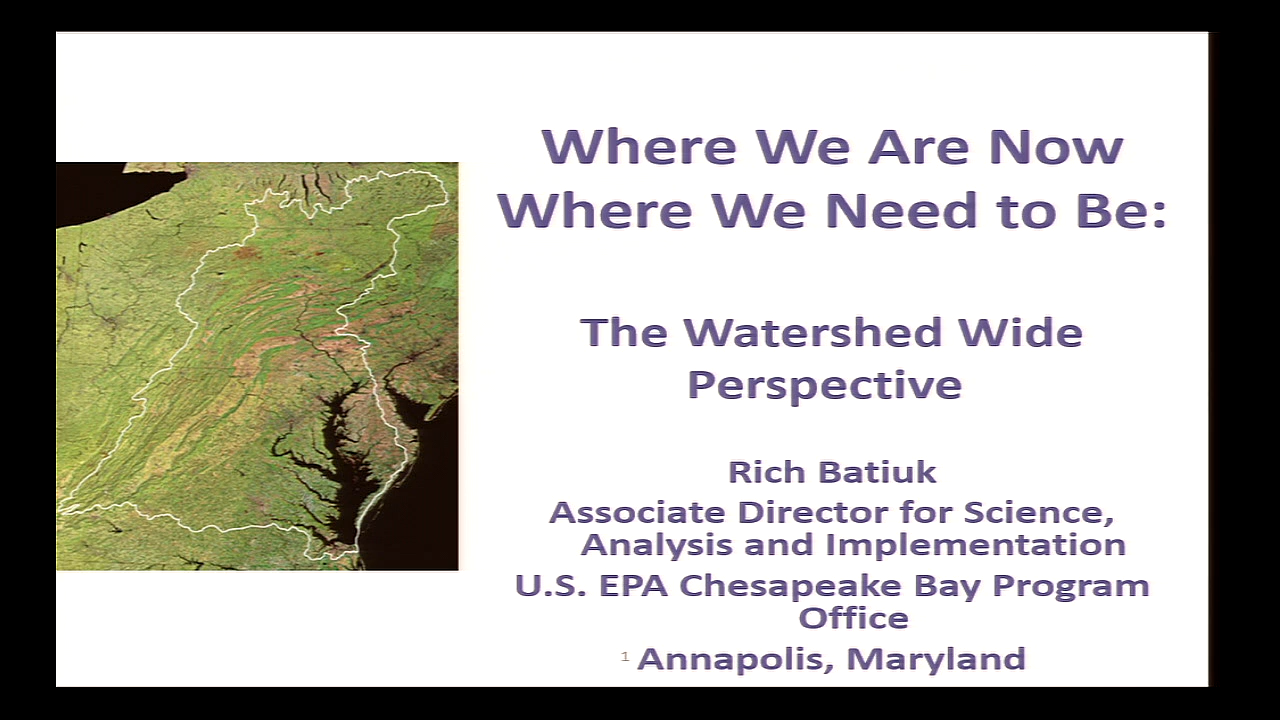 Where We Are Now
Where We Need to Be:
The Watershed Wide
Perspective
Rich Batiuk
Associate Director for Science,
Analysis and Implementation
U.S. EPA Chesapeake Bay Program
Office
1 Annapolis, Maryland